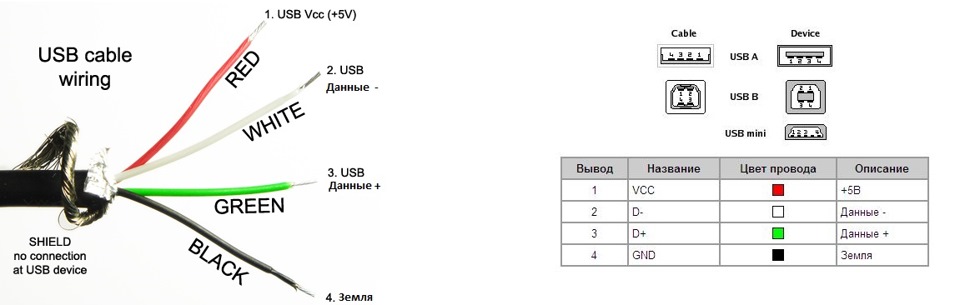 1. USB Vcc (+5V)
USB cable
wiring
RED
2. USB
Данные -
WHITE
3. USB
Данные +
GREEN
BLACK
SHIELD
no connection
at USB device
4. Земля
Cable
Device
4 3 2 1
USB A
1 2 3 4
USB B
USB mini
Вывод
Название
Цвет провода
Описание
1
VCC
+5В
2
D-
Данные -
3
D+
Данные +
4
GND
Земля